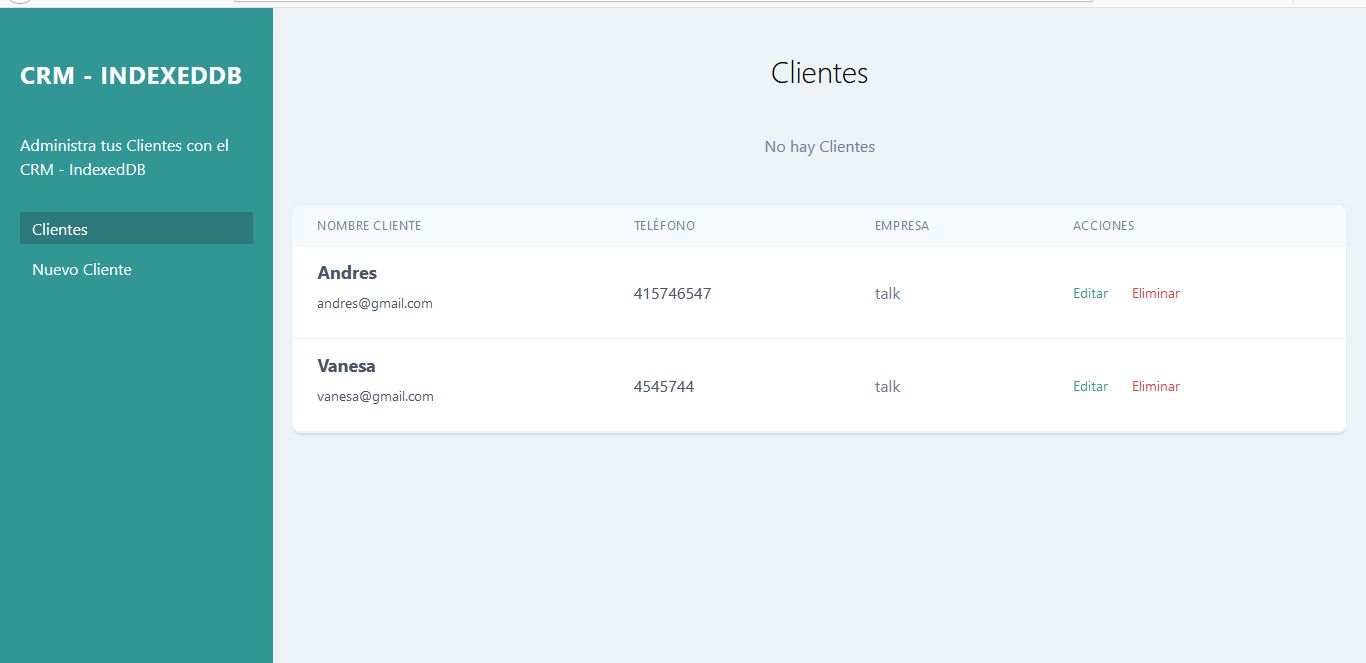 CRM - INDEXEDDB
Administra tus Clientes con el
CRM - IndexedDB
Clientes
Nuevo Cliente
Clientes
No hay Clientes
NOMBRE CLIENTE TELÉFONO EMPRESA ACCIONES
Andres
andres@gmail.com
415746547 talk Editar Eliminar
Vanesa
vanesa@gmail.com
4545744 talk Editar Eliminar